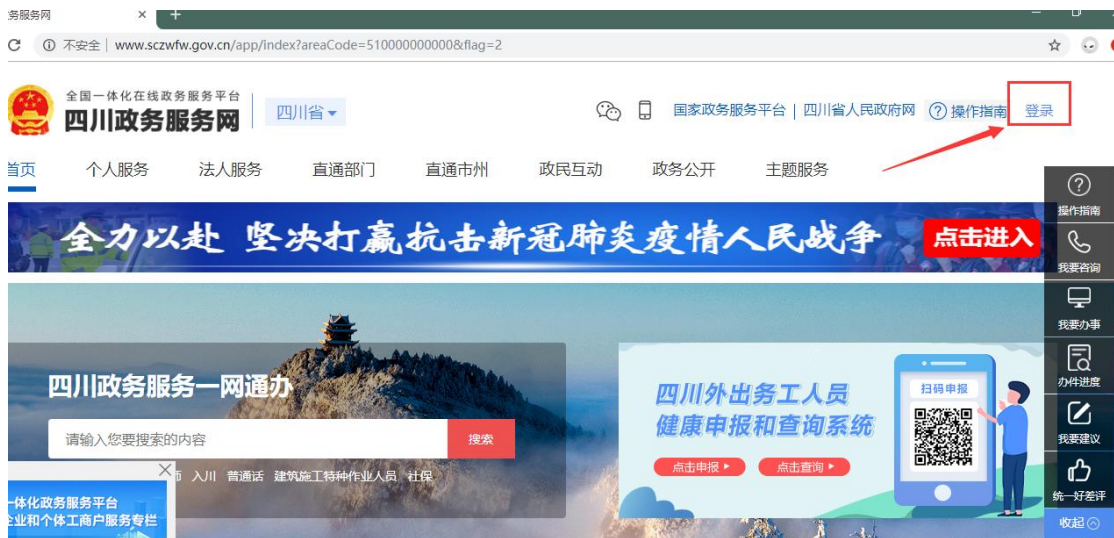 务服务网
不安全 | www.sczwfw.gov.cn/app/index?areaCode=510000000000&flag=2
全国一体化在线政务服务平台
四川政务服务网
四川省
国家政务服务平台 | 四川省人民政府网
操作指南
登录
首页 个人服务 法人服务 直通部门 直通市州 政民互动 政务公开 主题服务
全力以赴 坚决打赢抗击新冠肺炎疫情人民战争
点击进入
四川政务服务一网通办
请输入您要搜索的内容
搜索
师 入川 普通话 建筑施工特种作业人员 社保
一体化政务服务平台
企业和个体工商户服务专栏
四川外出务工人员
健康申报和查询系统
点击申报 点击查询
扫码申报
操作指南
我要咨询
我要办事
办件进度
我要建议
统一好差评
收起